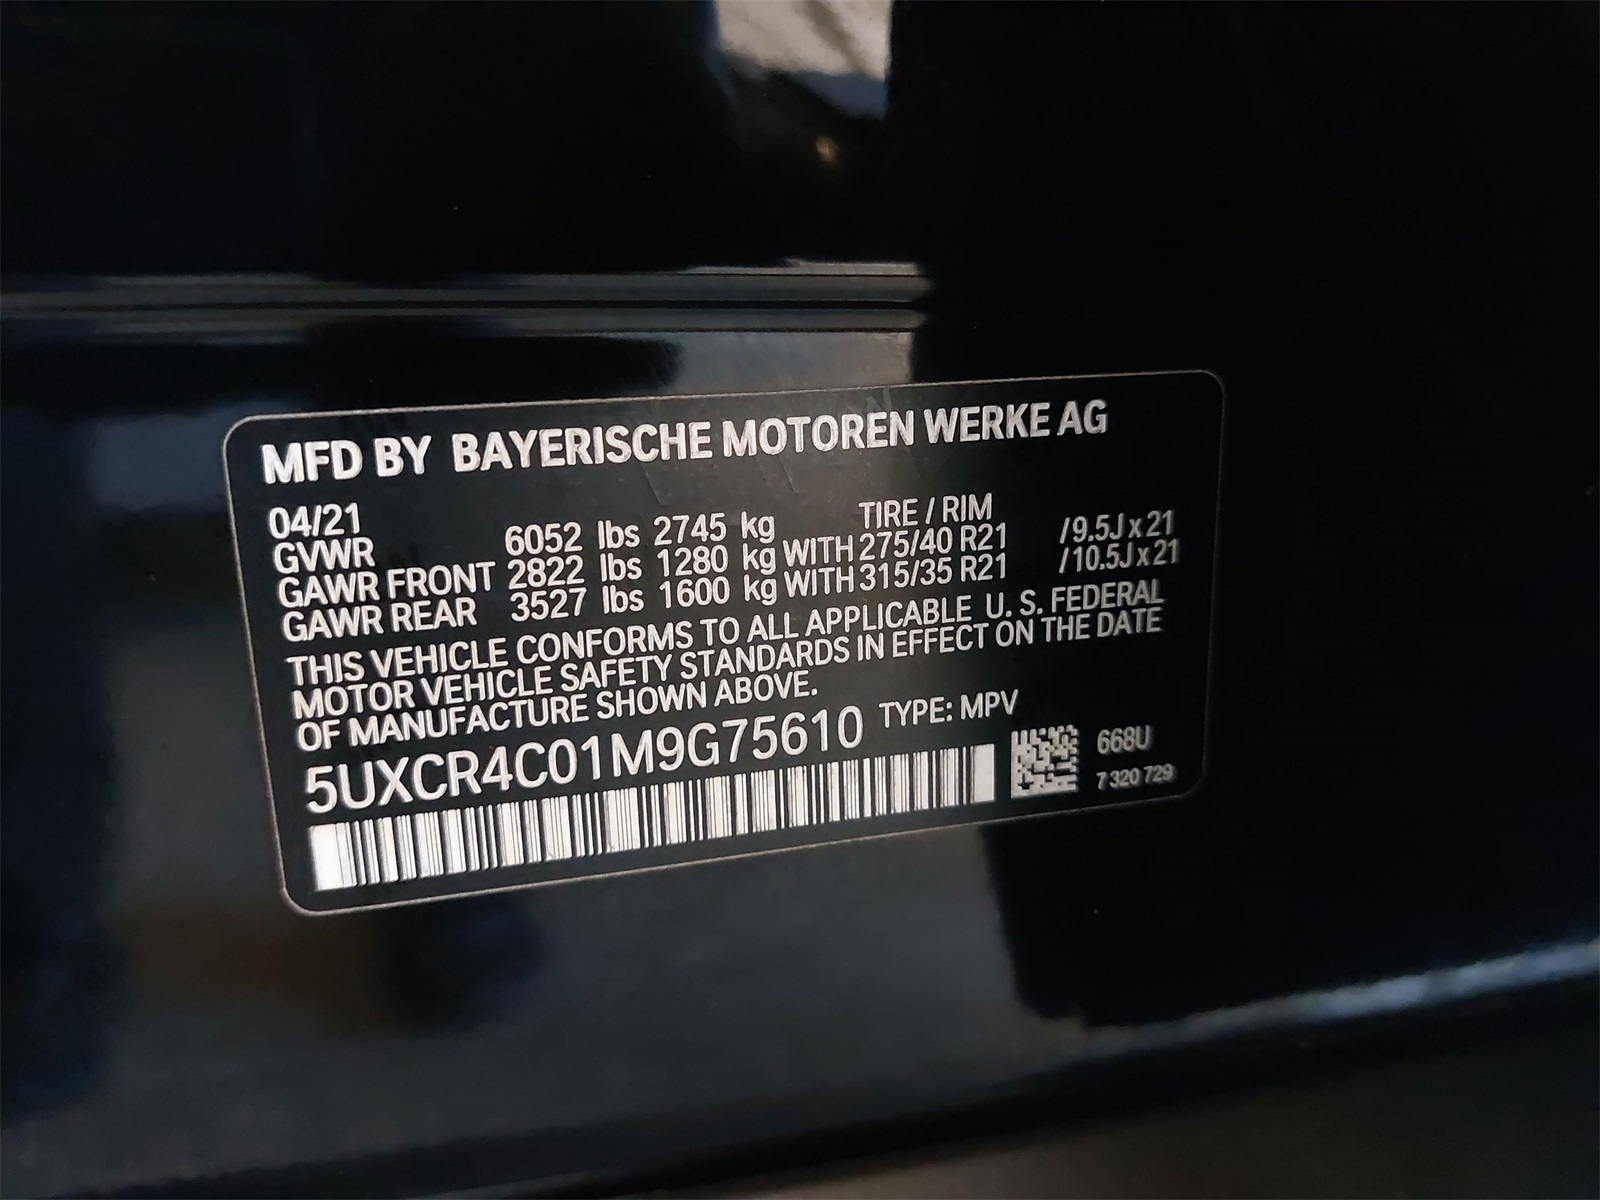 MFD BY BAYERISCHE MOTOREN WERKE AG
04/21 TIRE / RIM
GVWR 6052 lbs 2745 kg
GAWR FRONT 2822 lbs 1280 kg WITH 275/40 R21 /9.5J x 21
GAWR REAR 3527 lbs 1600 kg WITH 315/35 R21 /10.5J x 21
THIS VEHICLE CONFORMS TO ALL APPLICABLE U. S. FEDERAL
MOTOR VEHICLE SAFETY STANDARDS IN EFFECT ON THE DATE
OF MANUFACTURE SHOWN ABOVE.
5UXCR4C01M9G75610 TYPE: MPV
668U
7 320 729